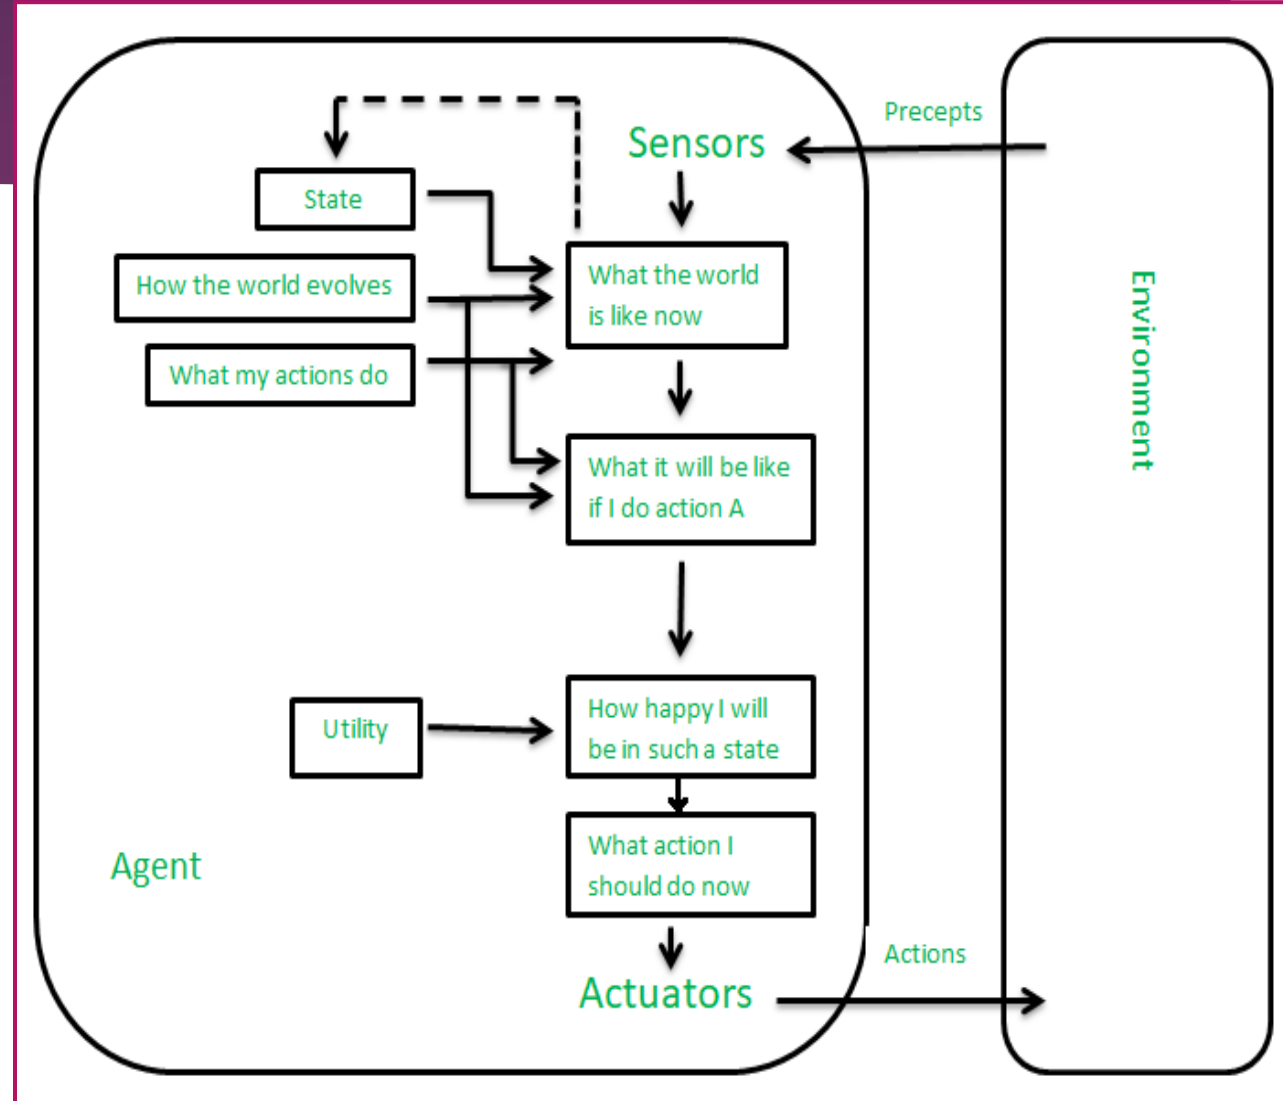 Precepts
Sensors
State
How the world evolves
What my actions do
What the world
is like now
What it will be like
if I do action A
Environment
Utility
How happy I will
be in such a state
What action I
should do now
Agent
Actuators
Actions